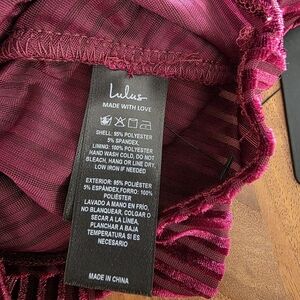 Lulus
MADE WITH LOVE
SHELL: 95% POLYESTER
5% SPANDEX,
LINING: 100% POLYESTER
HAND WASH COLD, DO NOT
BLEACH, HANG OR LINE DRY,
LOW IRON IF NEEDED
EXTERIOR: 95% POLIÉSTER
5% ESPÁNDEX, FORRO: 100%
POLIÉSTER
LAVADO A MANO EN FRÍO,
NO BLANQUEAR, COLGAR O
SECAR A LA LÍNEA,
PLANCHAR A BAJA
TEMPERATURA SI ES
NECESARIO
MADE IN CHINA